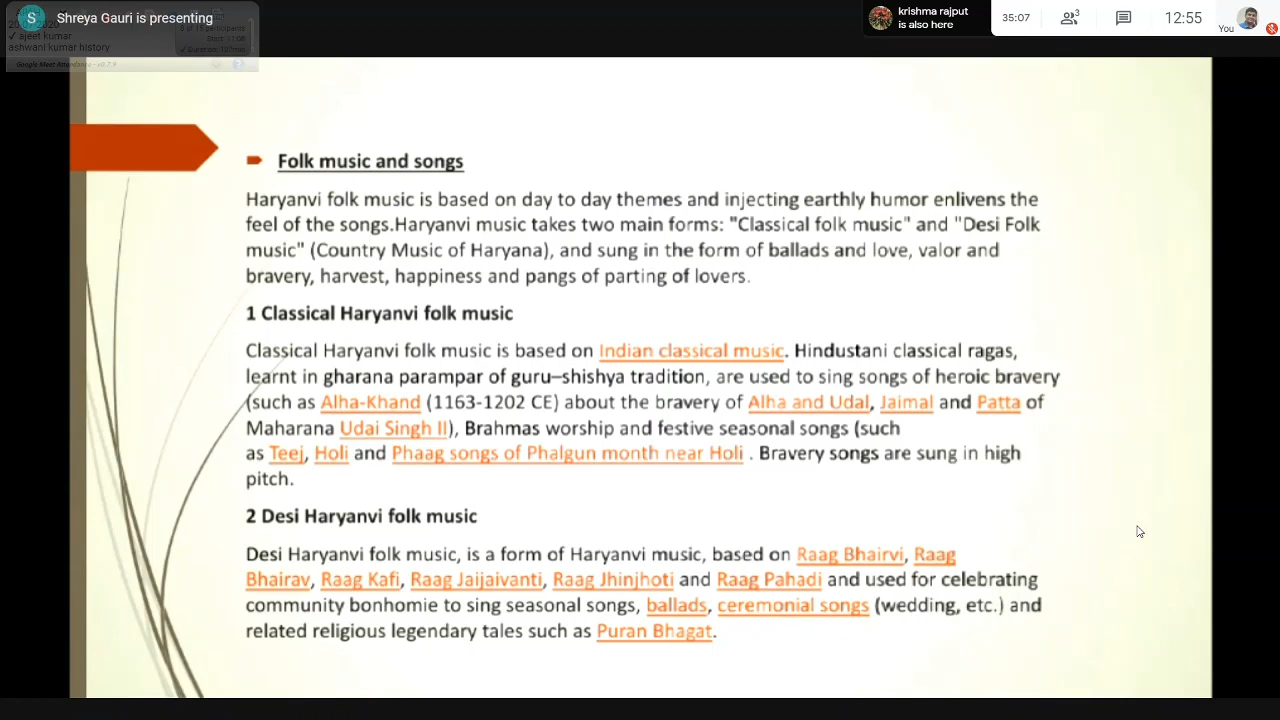 Shreya Gauri is presenting
S
ajeet kumar
ashwani kumar history
krishma rajput
is also here
35:07
3
12:55
You
Folk music and songs
Haryanvi folk music is based on day to day themes and injecting earthly humor enlivens the
feel of the songs.Haryanvi music takes two main forms: "Classical folk music" and "Desi Folk
music" (Country Music of Haryana), and sung in the form of ballads and love, valor and
bravery, harvest, happiness and pangs of parting of lovers.
1 Classical Haryanvi folk music
Classical Haryanvi folk music is based on Indian classical music. Hindustani classical ragas,
learnt in gharana parampar of guru–shishya tradition, are used to sing songs of heroic bravery
(such as Alha-Khand (1163-1202 CE) about the bravery of Alha and Udal, Jaimal and Patta of
Maharana Udai Singh II), Brahmas worship and festive seasonal songs (such
as Teej, Holi and Phaag songs of Phalgun month near Holi . Bravery songs are sung in high
pitch.
2 Desi Haryanvi folk music
Desi Haryanvi folk music, is a form of Haryanvi music, based on Raag Bhairvi, Raag
Bhairav, Raag Kafi, Raag Jaijaivanti, Raag Jhinjhoti and Raag Pahadi and used for celebrating
community bonhomie to sing seasonal songs, ballads, ceremonial songs (wedding, etc.) and
related religious legendary tales such as Puran Bhagat.